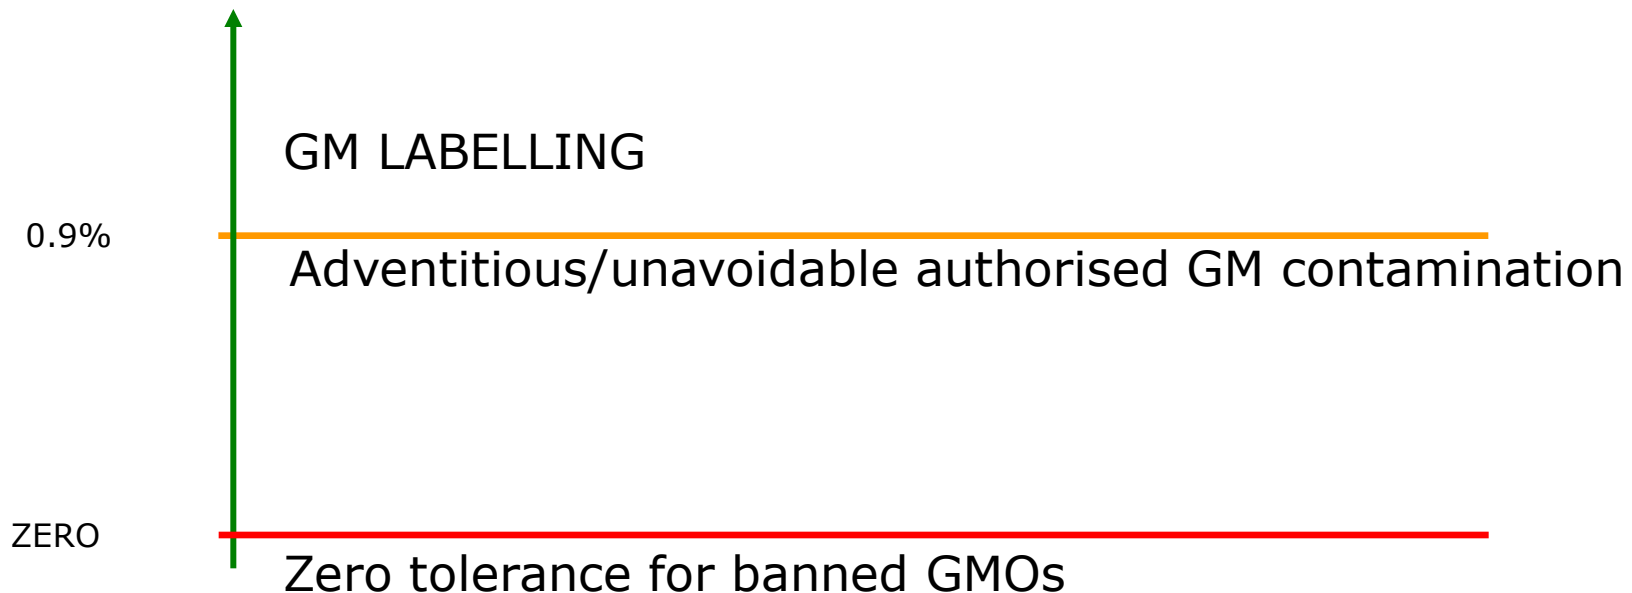 GM LABELLING
0.9%
Adventitious/unavoidable authorised GM contamination
ZERO
Zero tolerance for banned GMOs